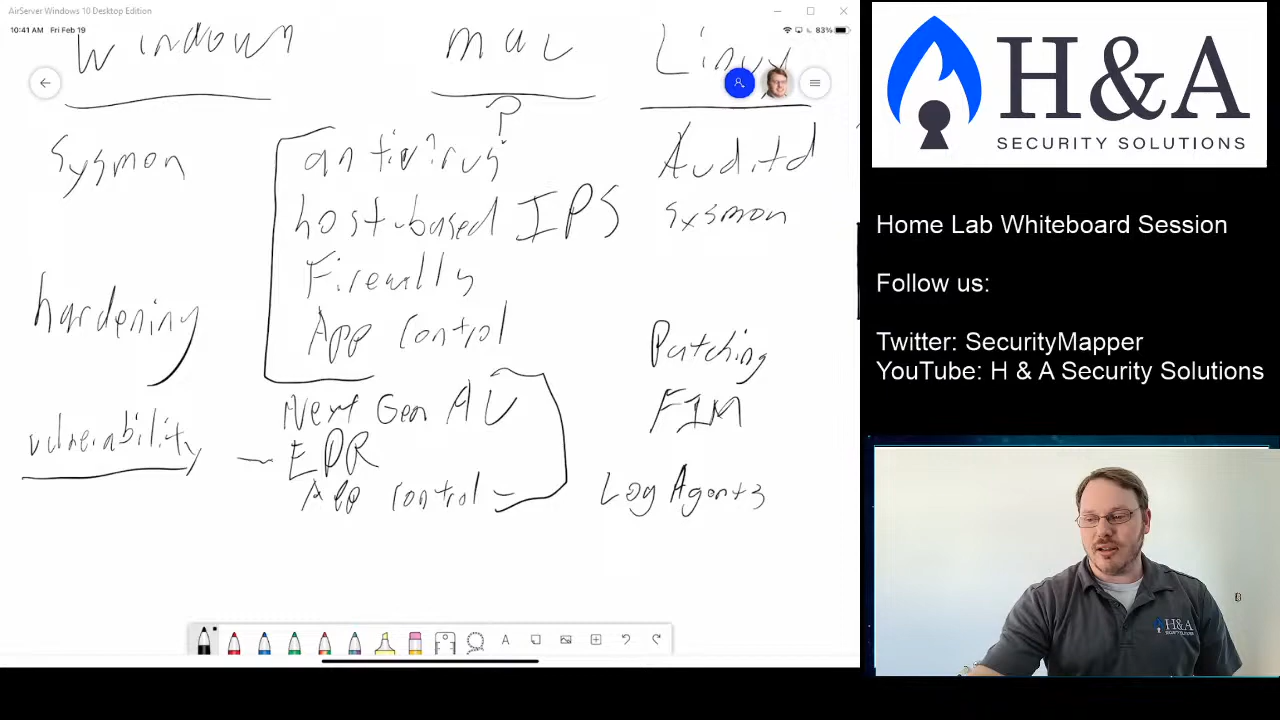 AirServer Windows 10 Desktop Edition
10:41 AM Fri Feb 19
83%
Windows
mac
Linux
?
Sysmon
antivirus
Auditd
host-based IPS
sysmon
Firewalls
hardening
App control
Patching
Next Gen AV
FIM
vulnerability
EDR
App control
Log Agents
A
H&A
SECURITY SOLUTIONS
Home Lab Whiteboard Session
Follow us:
Twitter: SecurityMapper
YouTube: H & A Security Solutions
H&A
SECURITY SOLUTIONS